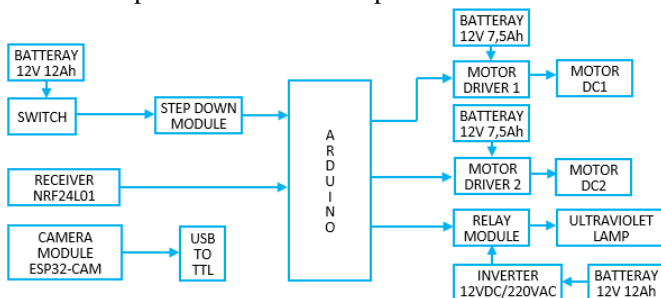 BATTERAY
12V 12Ah
SWITCH
STEP DOWN
MODULE
RECEIVER
NRF24L01
CAMERA
MODULE
ESP32-CAM
USB
TO
TTL
A
R
D
U
I
N
O
BATTERAY
12V 7,5Ah
MOTOR
DRIVER 1
MOTOR
DC1
BATTERAY
12V 7,5Ah
MOTOR
DRIVER 2
MOTOR
DC2
RELAY
MODULE
ULTRAVIOLET
LAMP
INVERTER
12VDC/220VAC
BATTERAY
12V 12Ah